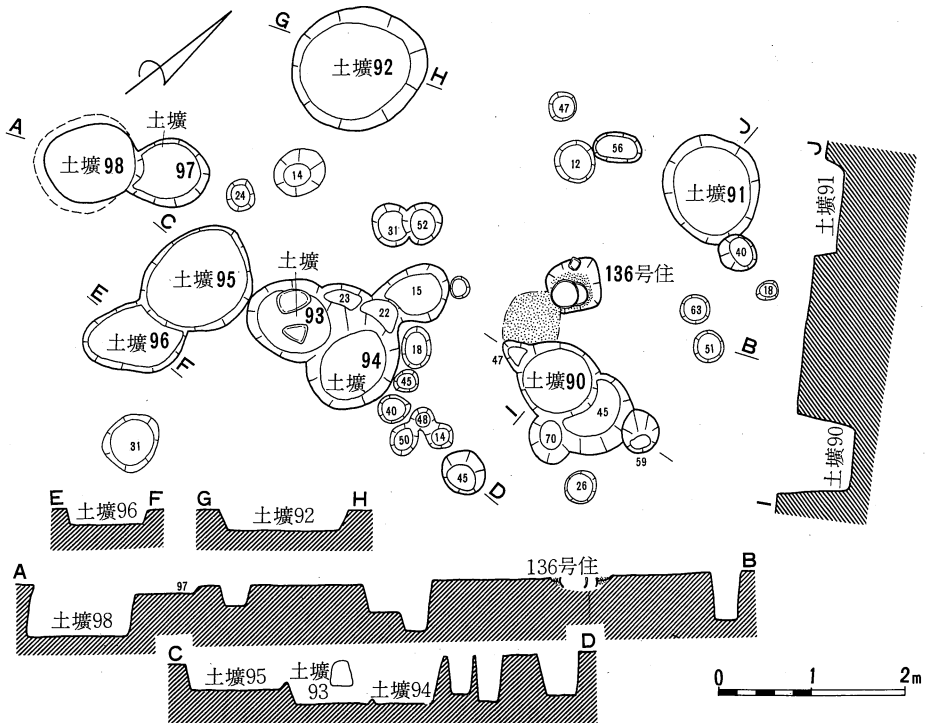 G
土壙92
H
A
土壙98
土壙
97
24
14
47
12
56
J
土壙91
40
C
31
52
土壙95
E
土壙96
F
土壙
93
23
22
15
94
土壙
18
45
40
48
50
14
45
D
31
136号住
47
土壙90
I
45
70
59
26
63
18
51
B
J
土壙91
土壙90
I
E 土壙96 F
G 土壙92 H
A 土壙98 97 136号住 B
C 土壙95 土壙93 土壙94 D
0 1 2m